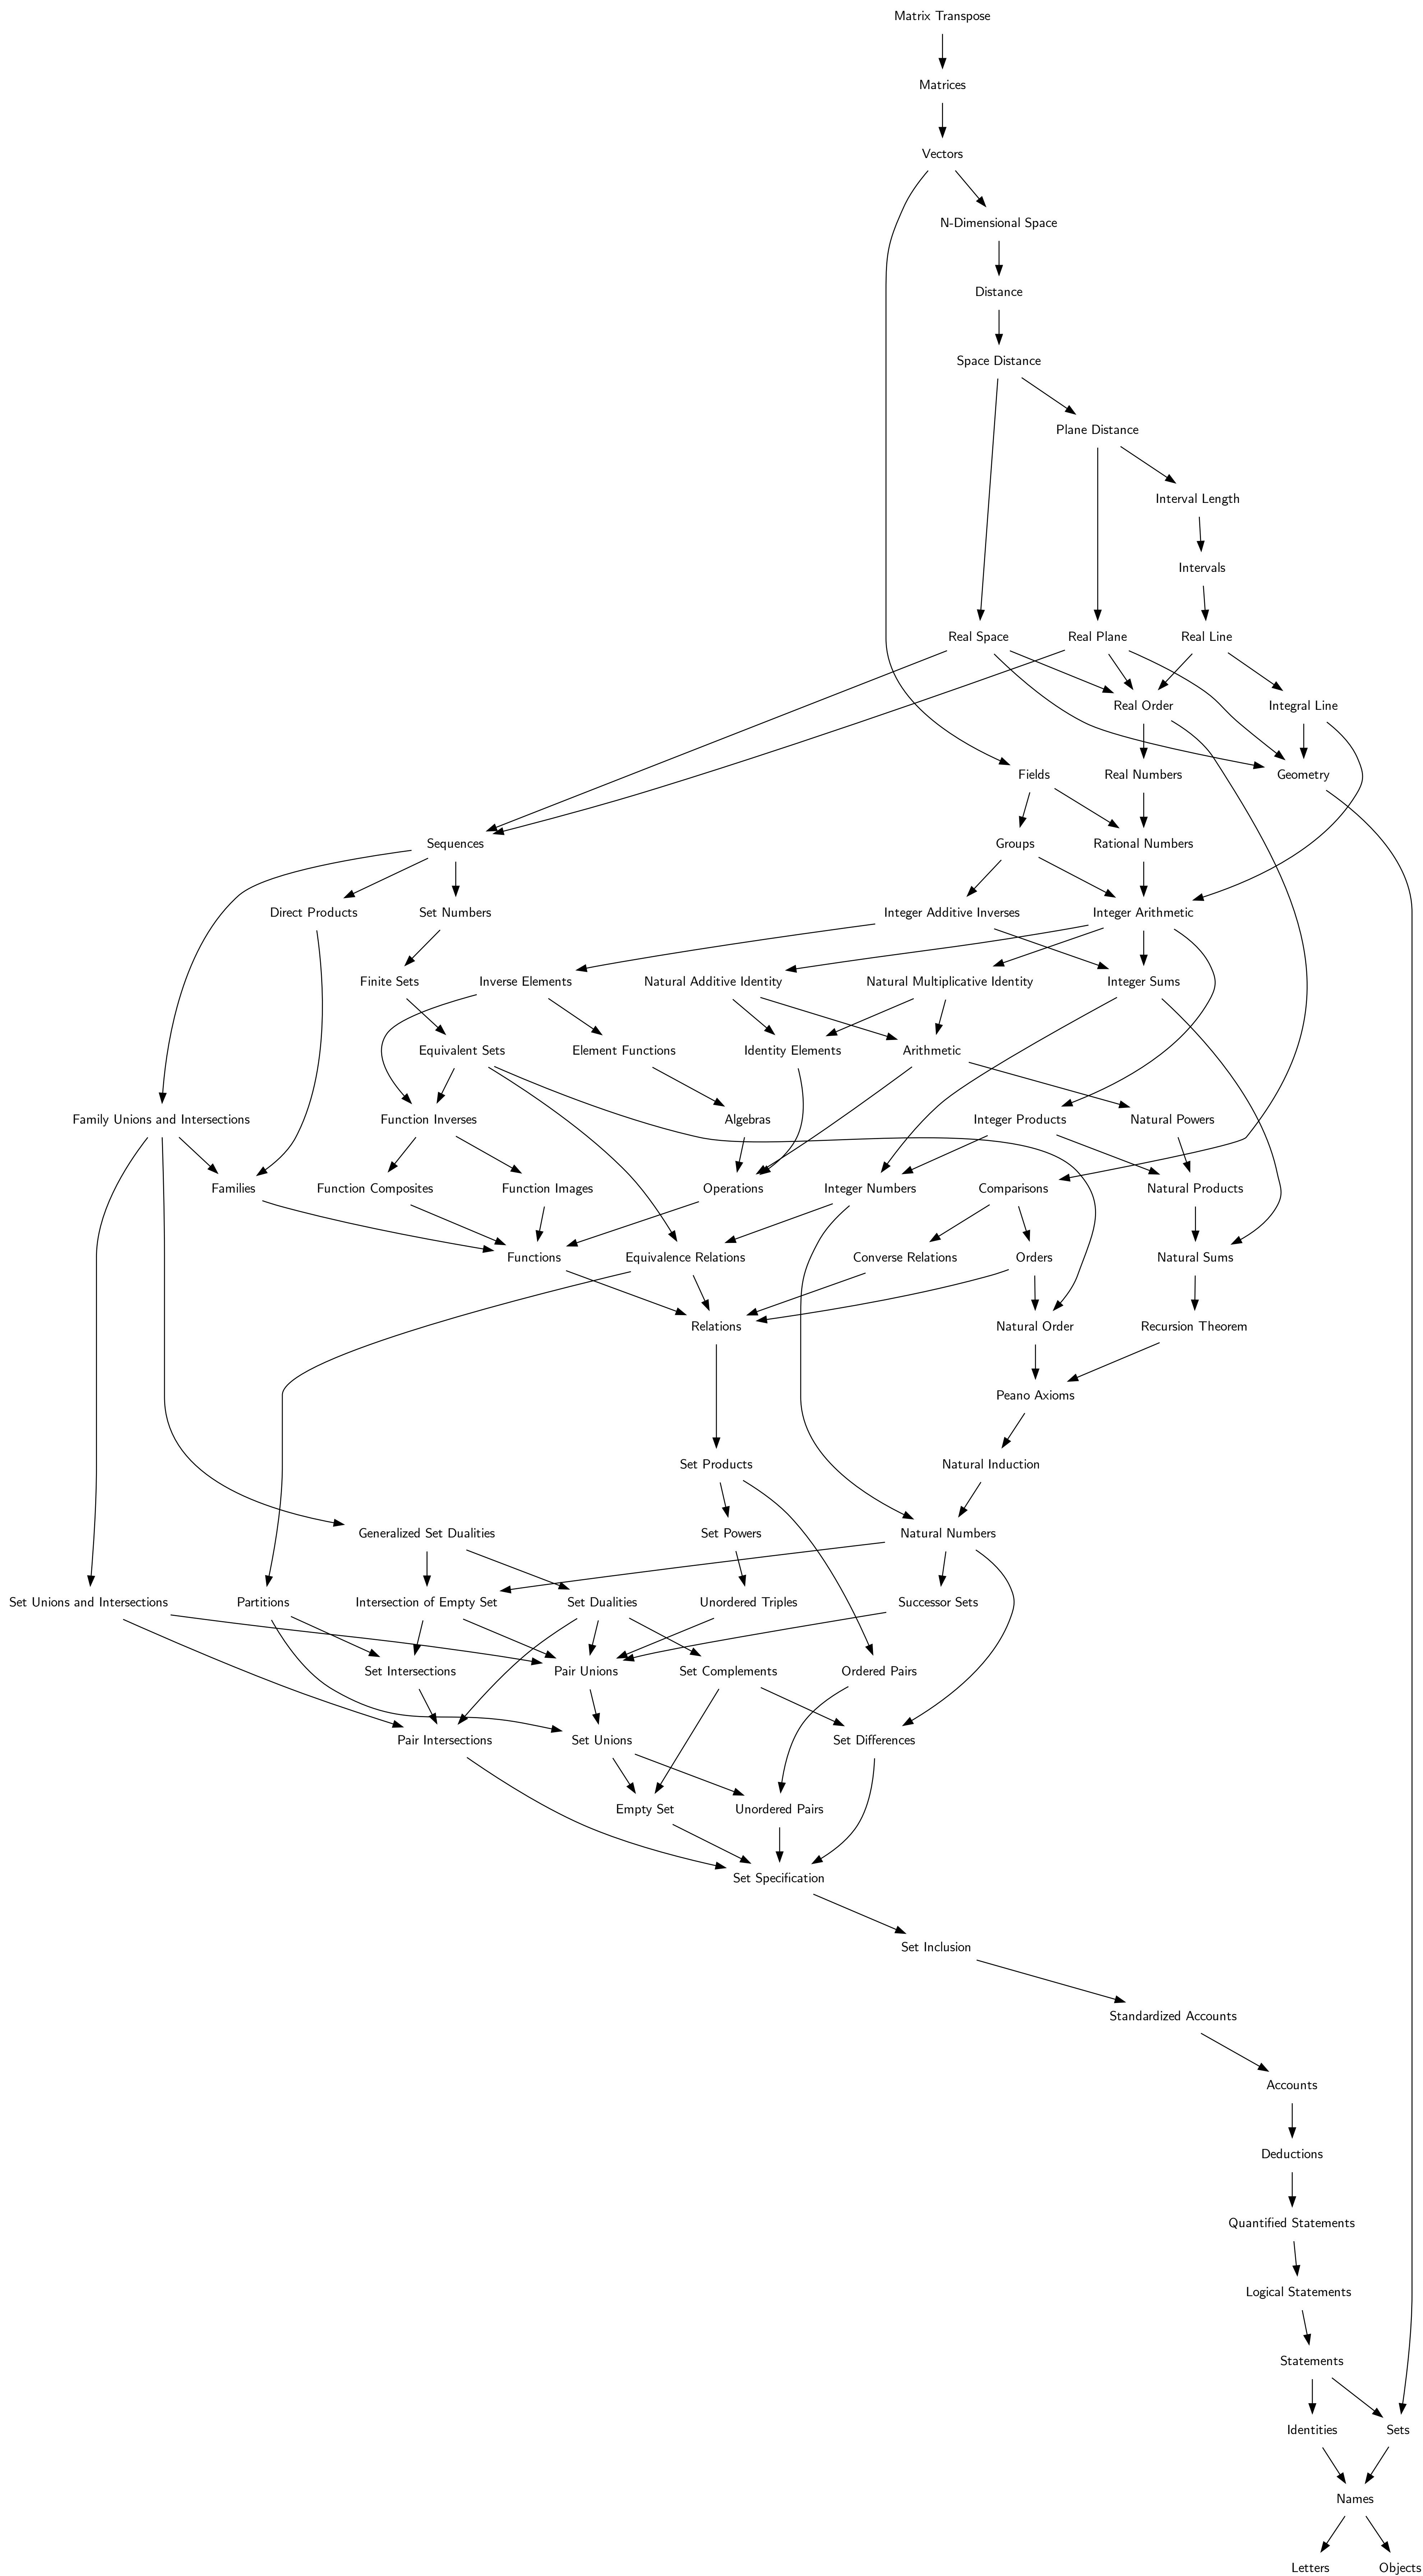 Matrix Transpose
Matrices
Vectors
N-Dimensional Space
Distance
Space Distance
Plane Distance
Interval Length
Intervals
Real Space
Real Plane
Real Line
Real Order
Integral Line
Fields
Real Numbers
Geometry
Sequences
Groups
Rational Numbers
Direct Products
Set Numbers
Integer Additive Inverses
Integer Arithmetic
Finite Sets
Inverse Elements
Natural Additive Identity
Natural Multiplicative Identity
Integer Sums
Equivalent Sets
Element Functions
Identity Elements
Arithmetic
Family Unions and Intersections
Function Inverses
Algebras
Integer Products
Natural Powers
Families
Function Composites
Function Images
Operations
Integer Numbers
Comparisons
Natural Products
Functions
Equivalence Relations
Converse Relations
Orders
Natural Sums
Relations
Natural Order
Recursion Theorem
Peano Axioms
Set Products
Natural Induction
Generalized Set Dualities
Set Powers
Natural Numbers
Set Unions and Intersections
Partitions
Intersection of Empty Set
Set Dualities
Unordered Triples
Successor Sets
Set Intersections
Pair Unions
Set Complements
Ordered Pairs
Pair Intersections
Set Unions
Set Differences
Empty Set
Unordered Pairs
Set Specification
Set Inclusion
Standardized Accounts
Accounts
Deductions
Quantified Statements
Logical Statements
Statements
Identities
Sets
Names
Letters
Objects